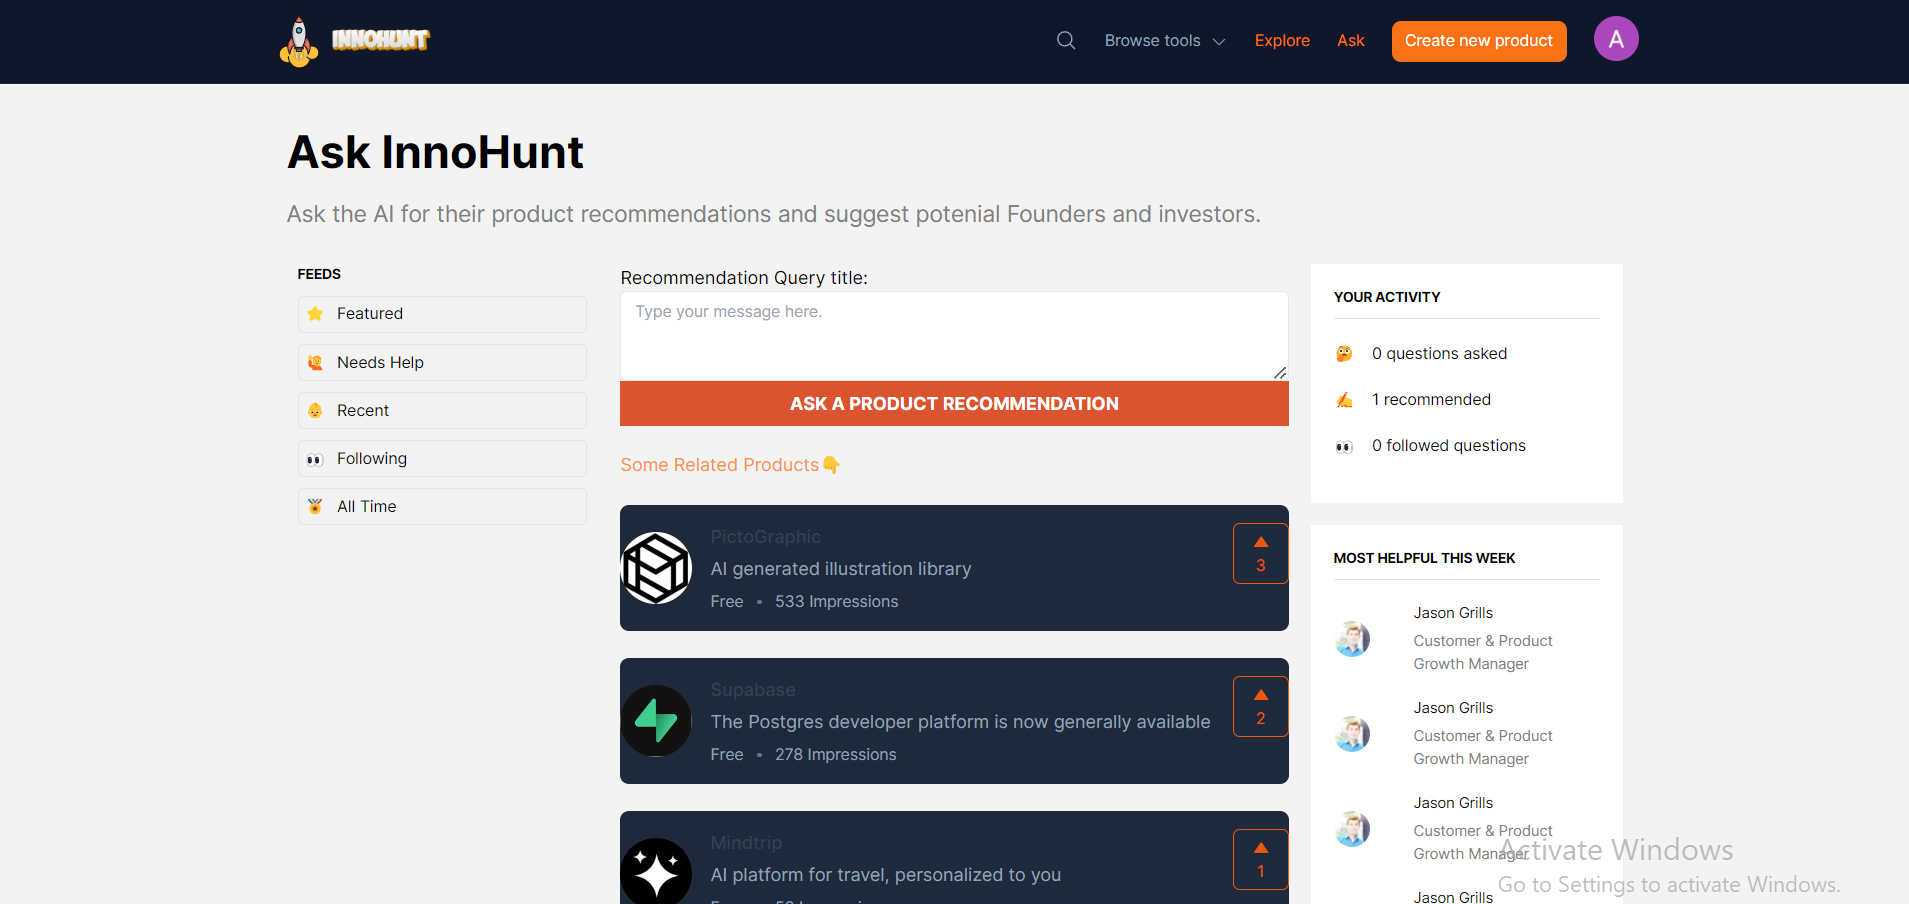 INNOHUNT
Browse tools
Explore
Ask
Create new product
A
Ask InnoHunt
Ask the AI for their product recommendations and suggest potenial Founders and investors.
FEEDS
Featured
Needs Help
Recent
Following
All Time
Recommendation Query title:
Type your message here.
ASK A PRODUCT RECOMMENDATION
Some Related Products
PictoGraphic
AI generated illustration library
Free • 533 Impressions
3
Supabase
The Postgres developer platform is now generally available
Free • 278 Impressions
2
Mindtrip
AI platform for travel, personalized to you
1
YOUR ACTIVITY
0 questions asked
1 recommended
0 followed questions
MOST HELPFUL THIS WEEK
Jason Grills
Customer & Product
Growth Manager
Jason Grills
Customer & Product
Growth Manager
Jason Grills
Customer & Product
Growth Manager
Jason Grills
Activate Windows
Go to Settings to activate Windows.